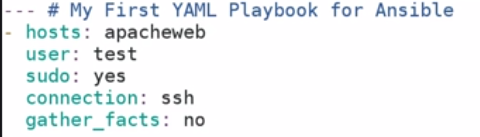 --- # My First YAML Playbook for Ansible
- hosts: apacheweb
  user: test
  sudo: yes
  connection: ssh
  gather_facts: no